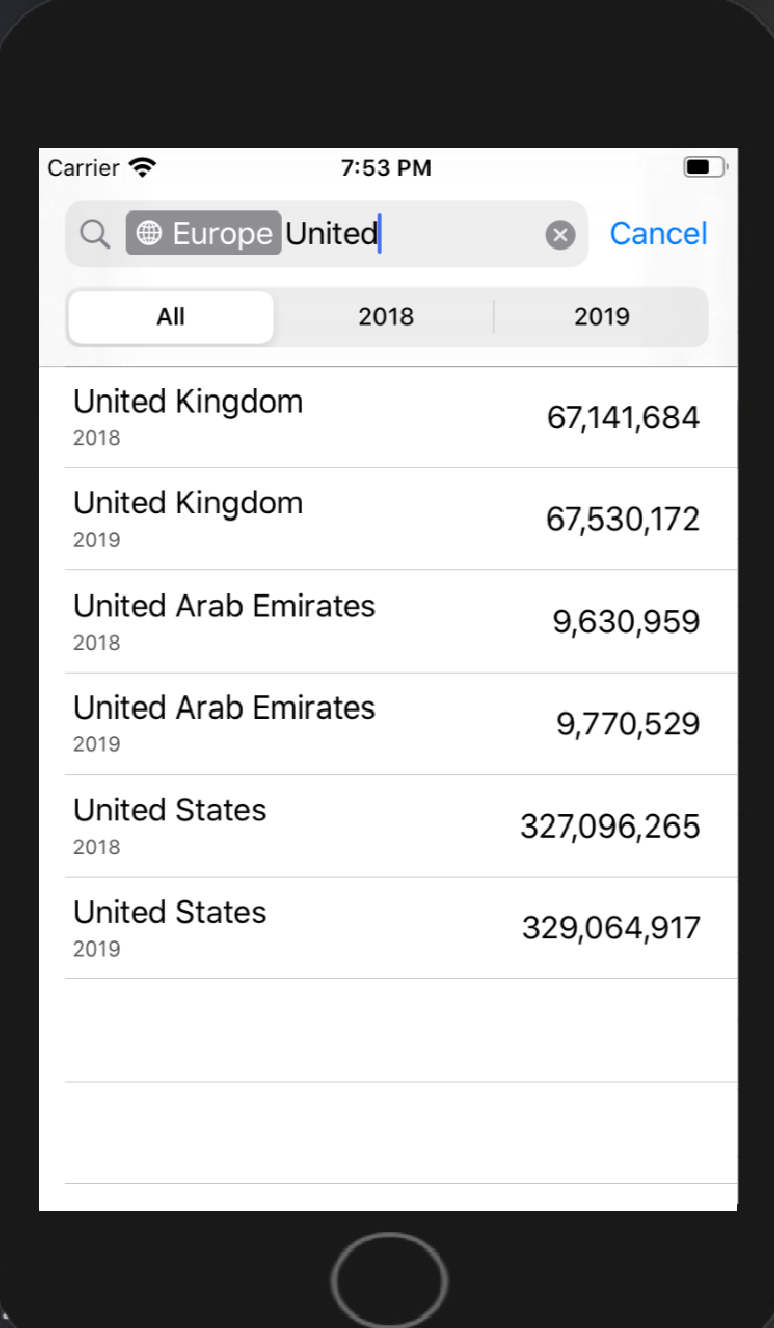 Carrier 7:53 PM
Europe United Cancel
All 2018 2019
United Kingdom 67,141,684
2018
United Kingdom 67,530,172
2019
United Arab Emirates 9,630,959
2018
United Arab Emirates 9,770,529
2019
United States 327,096,265
2018
United States 329,064,917
2019